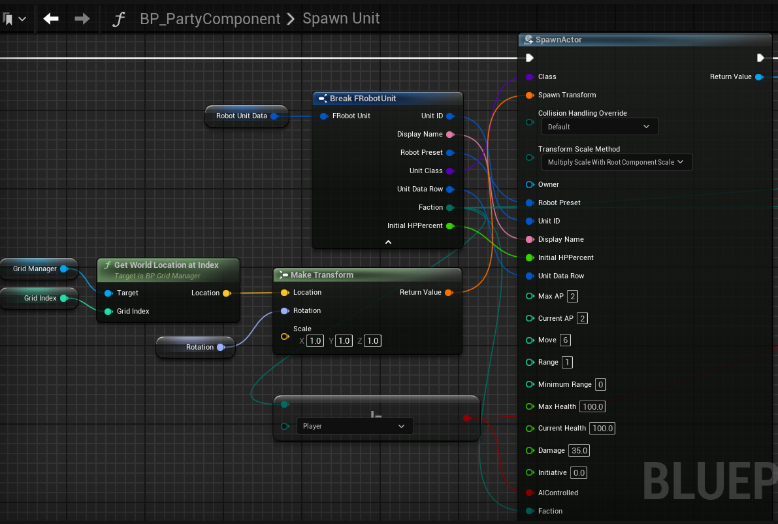 BP_PartyComponent > Spawn Unit
SpawnActor
Class
Return Value
Spawn Transform
Collision Handling Override
Default
Transform Scale Method
Multiply Scale With Root Component Scale
Owner
Robot Preset
Unit ID
Display Name
Initial HPPercent
Unit Data Row
Max AP 2
Current AP 2
Move 6
Range 1
Minimum Range 0
Max Health 100.0
Current Health 100.0
Damage 35.0
Initiative 0.0
AIControlled
Faction
Break FRobotUnit
FRobot Unit
Unit ID
Display Name
Robot Preset
Unit Class
Unit Data Row
Faction
Initial HPPercent
Robot Unit Data
Grid Manager
Grid Index
Get World Location at Index
Target is BP Grid Manager
Target
Location
Grid Index
Rotation
Make Transform
Location
Return Value
Rotation
Scale
X 1.0 Y 1.0 Z 1.0
!=
Player